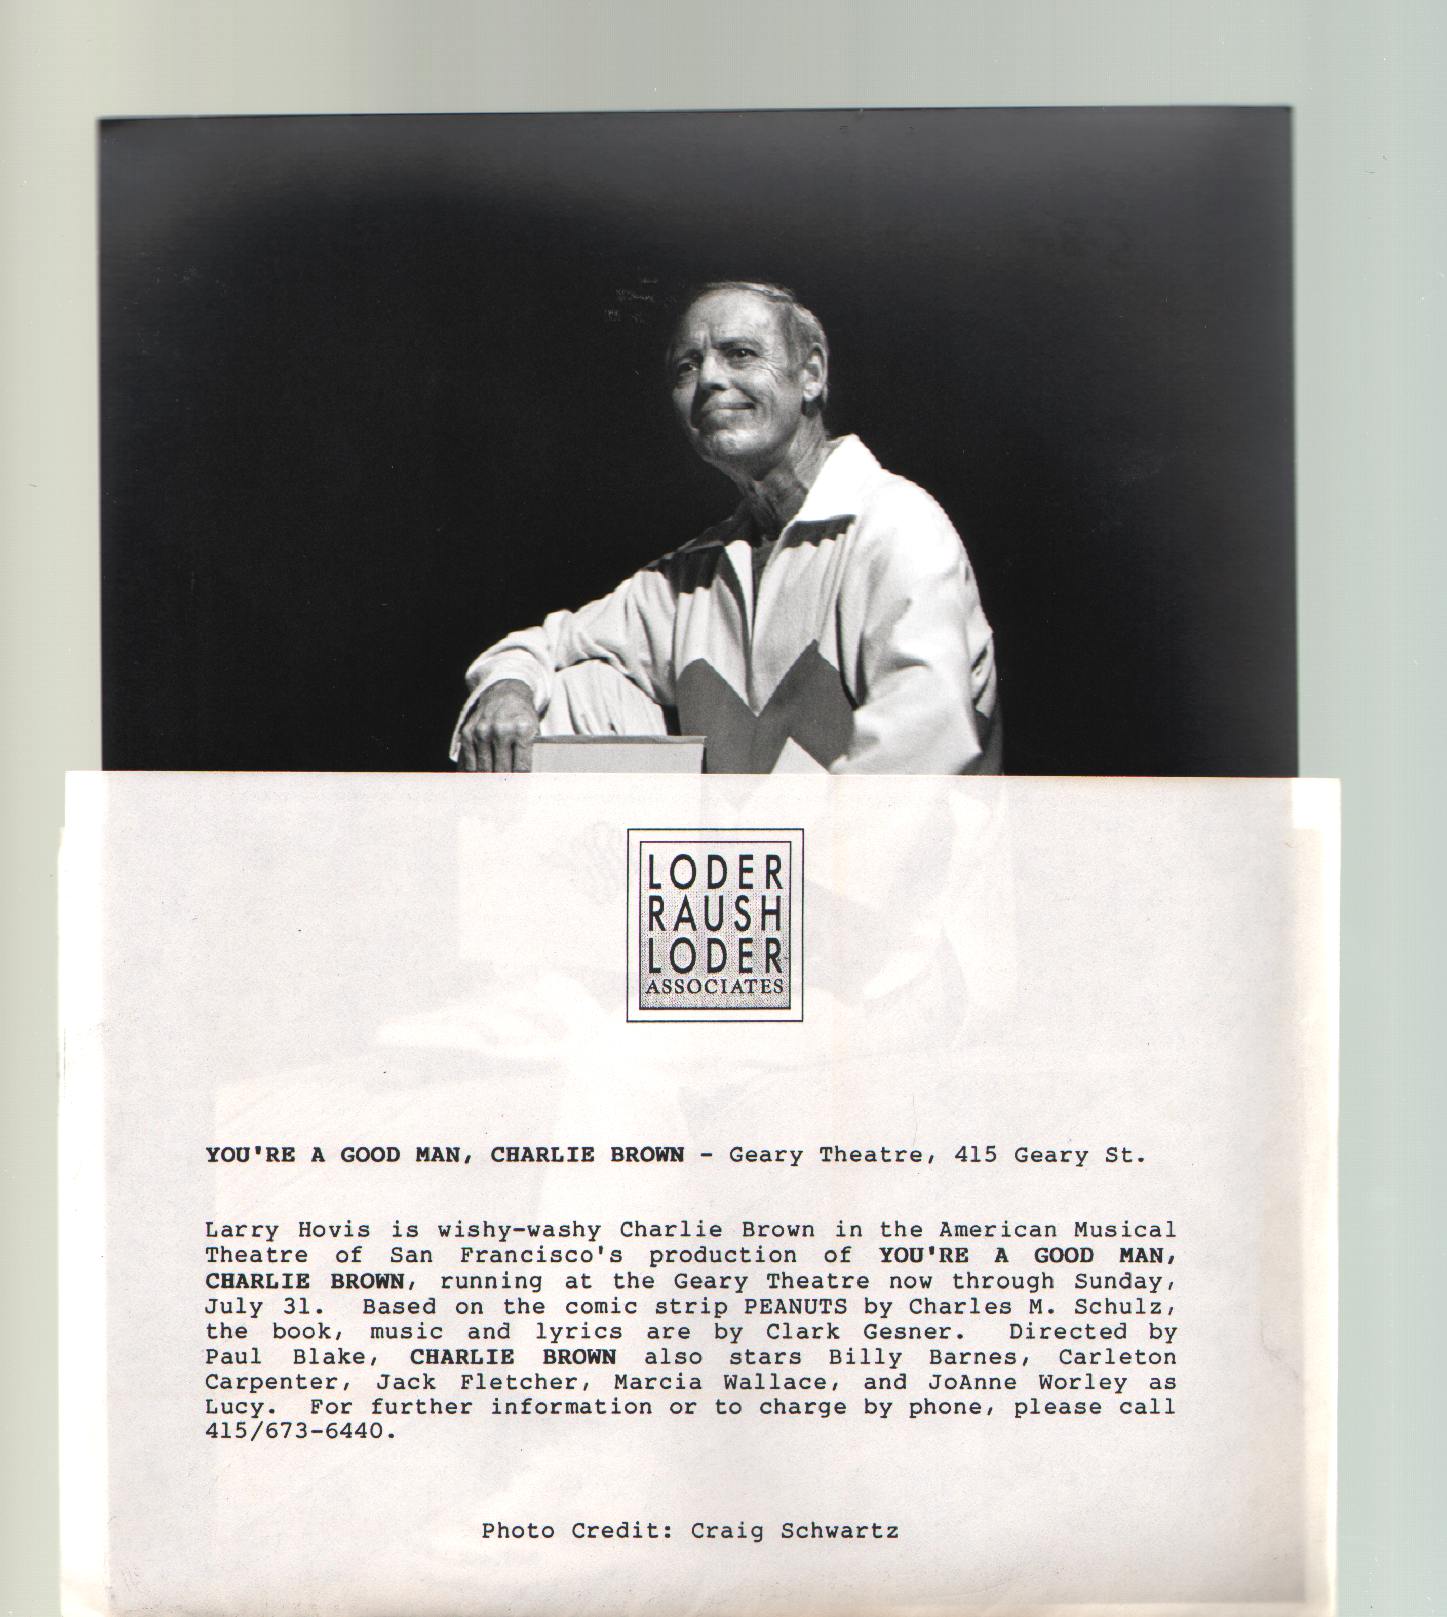 LODER
RAUSH
LODER
ASSOCIATES
YOU'RE A GOOD MAN, CHARLIE BROWN - Geary Theatre, 415 Geary St.
Larry Hovis is wishy-washy Charlie Brown in the American Musical
Theatre of San Francisco's production of YOU'RE A GOOD MAN,
CHARLIE BROWN, running at the Geary Theatre now through Sunday,
July 31. Based on the comic strip PEANUTS by Charles M. Schulz,
the book, music and lyrics are by Clark Gesner. Directed by
Paul Blake, CHARLIE BROWN also stars Billy Barnes, Carleton
Carpenter, Jack Fletcher, Marcia Wallace, and JoAnne Worley as
Lucy. For further information or to charge by phone, please call
415/673-6440.
Photo Credit: Craig Schwartz